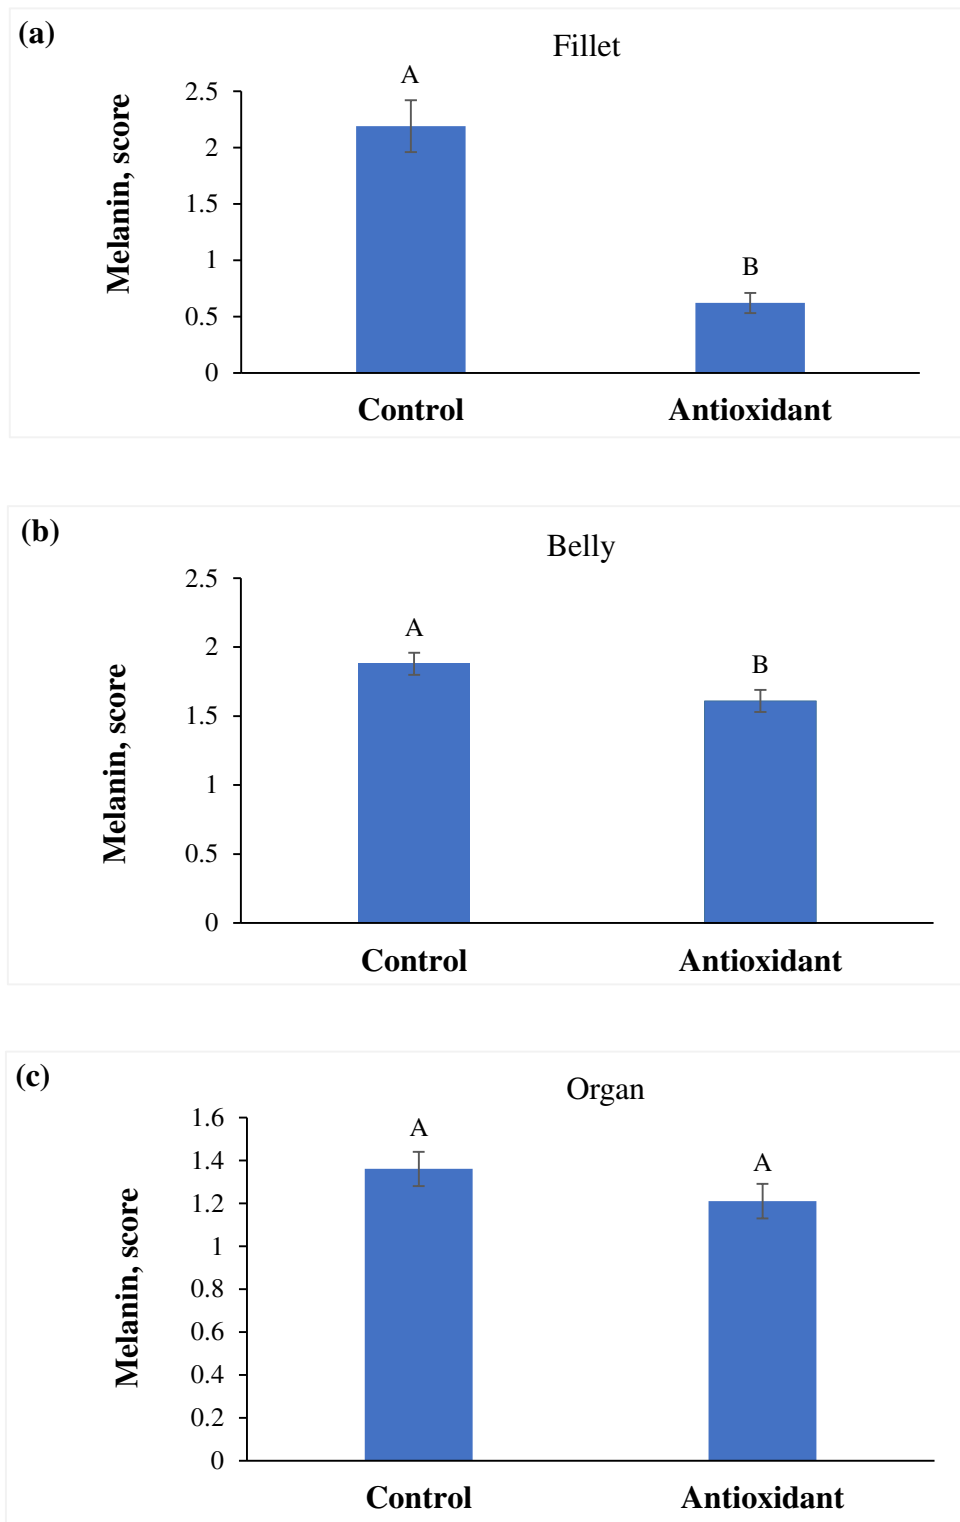 (a)
Fillet
Melanin, score
2.5
2
1.5
1
0.5
0
A
B
Control Antioxidant
(b)
Belly
Melanin, score
2.5
2
1.5
1
0.5
0
A
B
Control Antioxidant
(c)
Organ
Melanin, score
1.6
1.4
1.2
1
0.8
0.6
0.4
0.2
0
A
A
Control Antioxidant